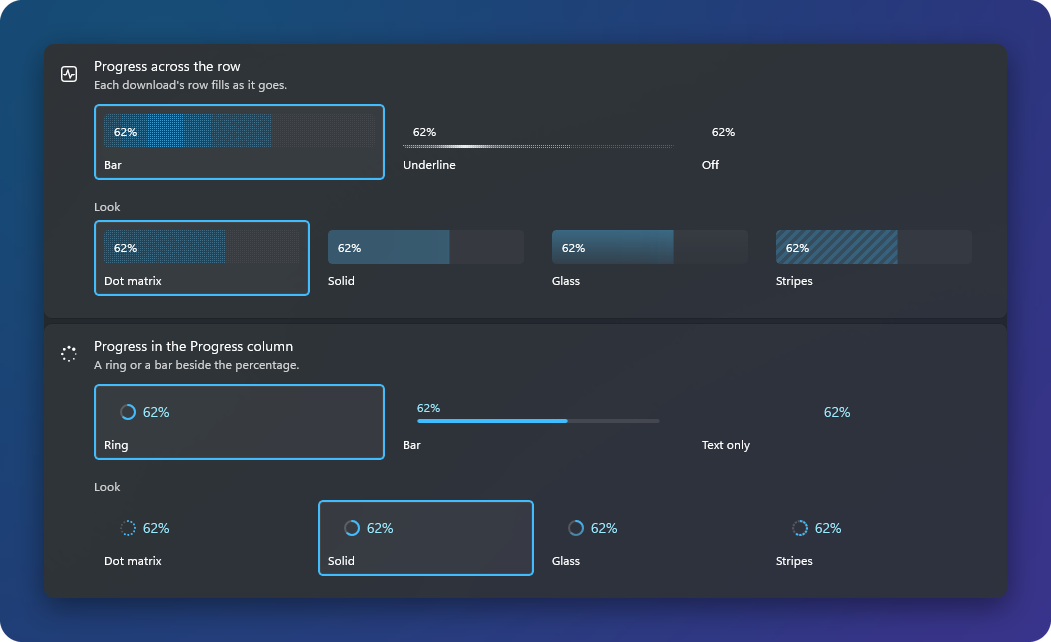 Progress across the row
Each download's row fills as it goes.
62%
62%
62%
Bar
Underline
Off
Look
62%
62%
62%
62%
Dot matrix
Solid
Glass
Stripes
Progress in the Progress column
A ring or a bar beside the percentage.
62%
62%
62%
Ring
Bar
Text only
Look
62%
62%
62%
62%
Dot matrix
Solid
Glass
Stripes